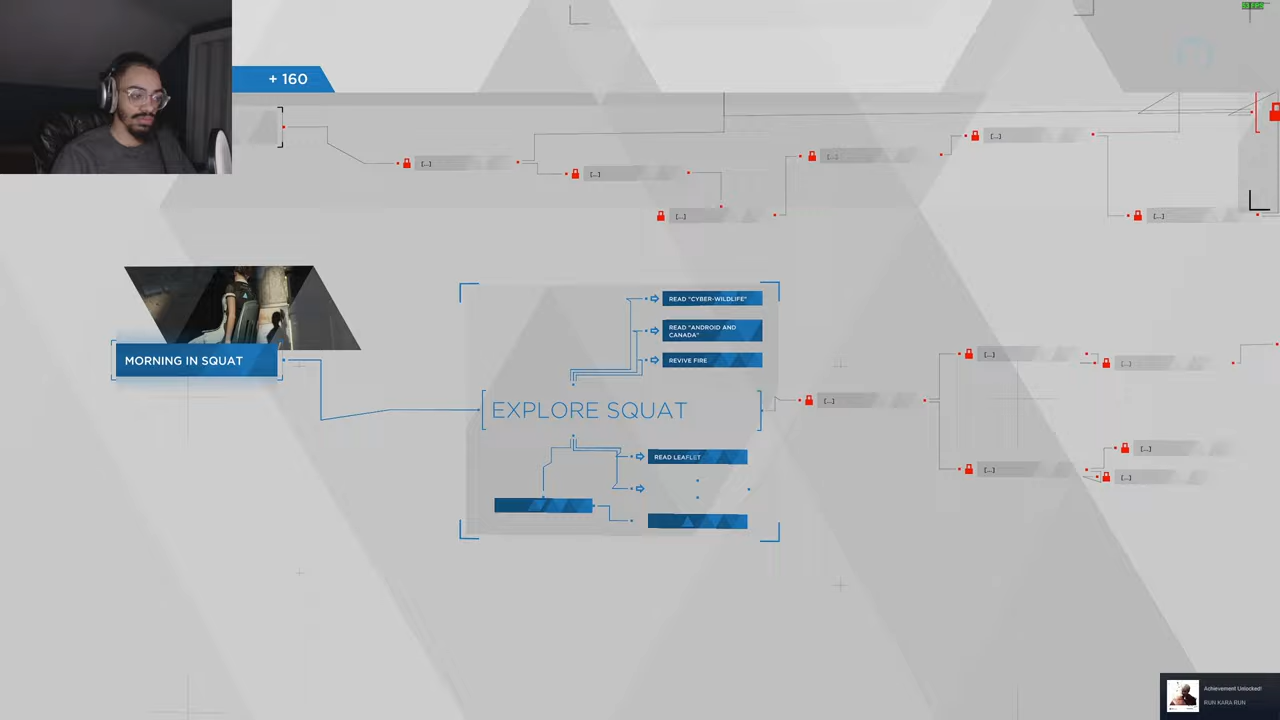 + 160
[...]
[...]
[...]
[...]
[...]
[...]
READ "CYBER-WILDLIFE"
READ "ANDROID AND
CANADA"
REVIVE FIRE
MORNING IN SQUAT
EXPLORE SQUAT
[...]
[...]
[...]
READ LEAFLET
[...]
[...]
[...]
Achievement Unlocked!
RUN KARA RUN